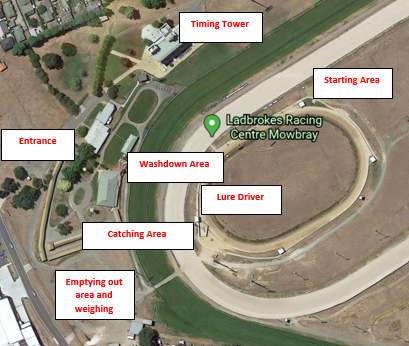 Timing Tower
Starting Area
Ladbrokes Racing
Centre Mowbray
Entrance
Washdown Area
Lure Driver
Catching Area
Emptying out
area and
weighing